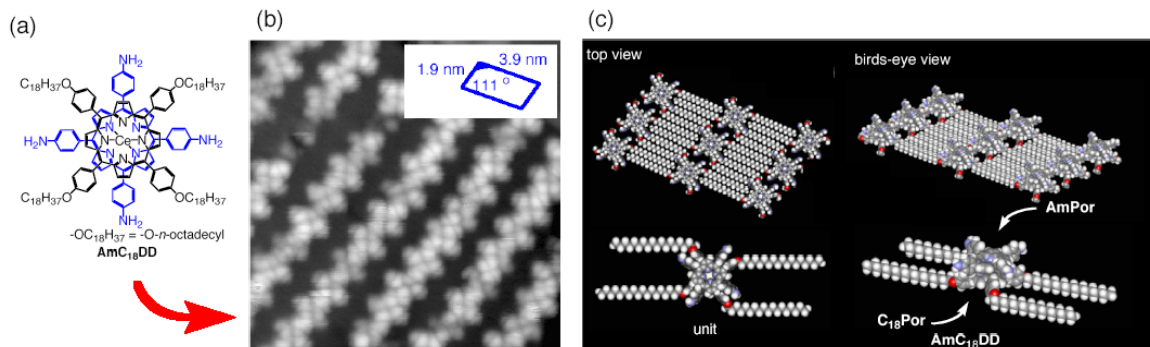 (a)
NH₂
C₁₈H₃₇O
OC₁₈H₃₇
N
N
N
H₂N
N
Ce
N
NH₂
N
N
N
C₁₈H₃₇O
OC₁₈H₃₇
NH₂
-OC₁₈H₃₇ = -O-n-octadecyl
AmC₁₈DD
(b)
1.9 nm
3.9 nm
111 °
(c)
top view
birds-eye view
AmPor
unit
C₁₈Por
AmC₁₈DD